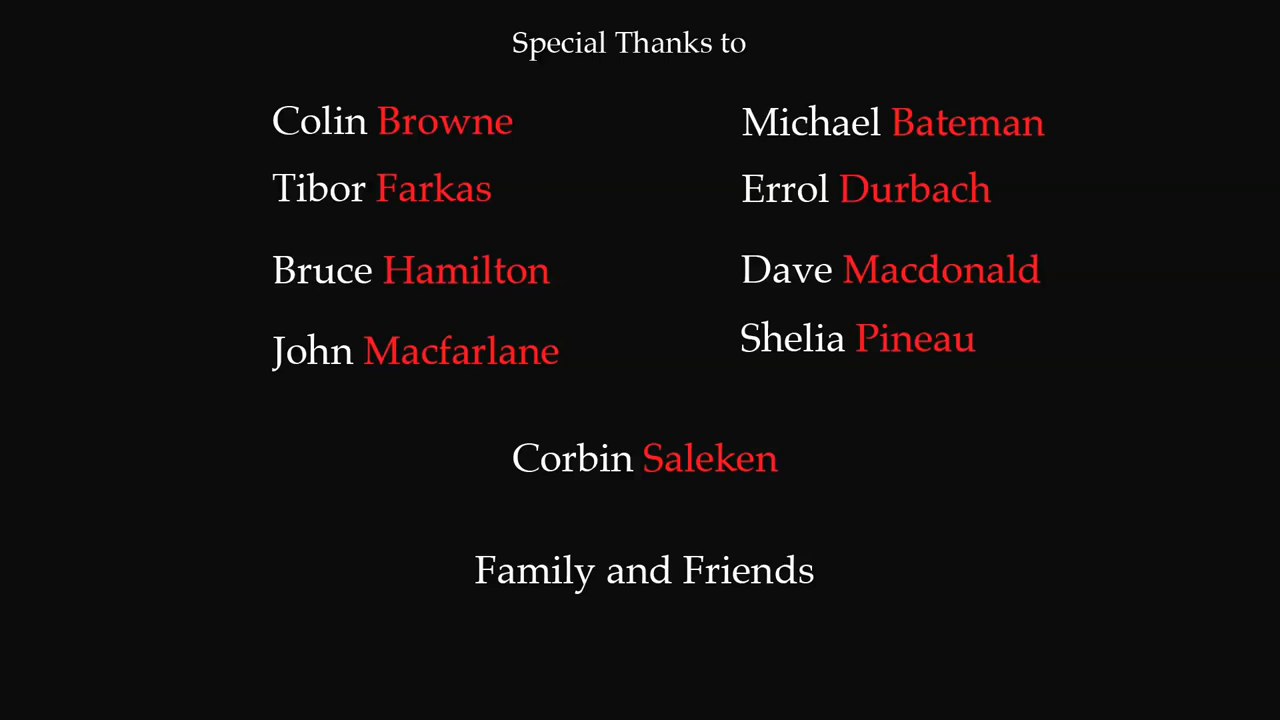 Special Thanks to
Colin Browne
Michael Bateman
Tibor Farkas
Errol Durbach
Bruce Hamilton
Dave Macdonald
John Macfarlane
Shelia Pineau
Corbin Saleken
Family and Friends